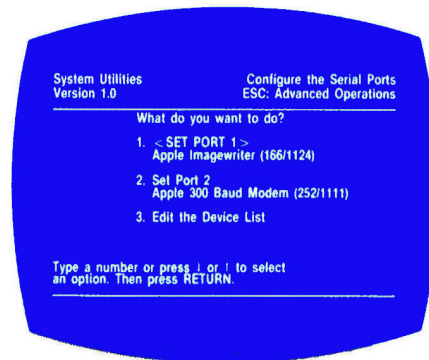 System Utilities
Configure the Serial Ports
Version 1.0
ESC: Advanced Operations
What do you want to do?
1. <SET PORT 1>
Apple Imagewriter (166/1124)
2. Set Port 2
Apple 300 Baud Modem (252/1111)
3. Edit the Device List
Type a number or press ↓ or ↑ to select
an option. Then press RETURN.